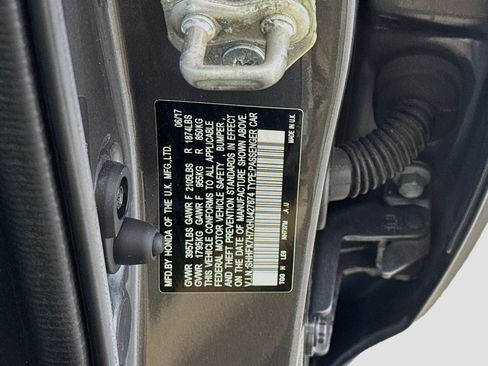 MFD.BY HONDA OF THE U.K. MFG.,LTD. 06/17
GVWR 3957LBS GAWR F 2105LBS R 1874LBS
GVWR 1795KG GAWR F 955KG R 850KG
THIS VEHICLE CONFORMS TO ALL APPLICABLE
FEDERAL MOTOR VEHICLE SAFETY, BUMPER,
AND THEFT PREVENTION STANDARDS IN EFFECT
ON THE DATE OF MANUFACTURE SHOWN ABOVE.
V.I.N. TYPE:PASSENGER CAR
MADE IN U.K.